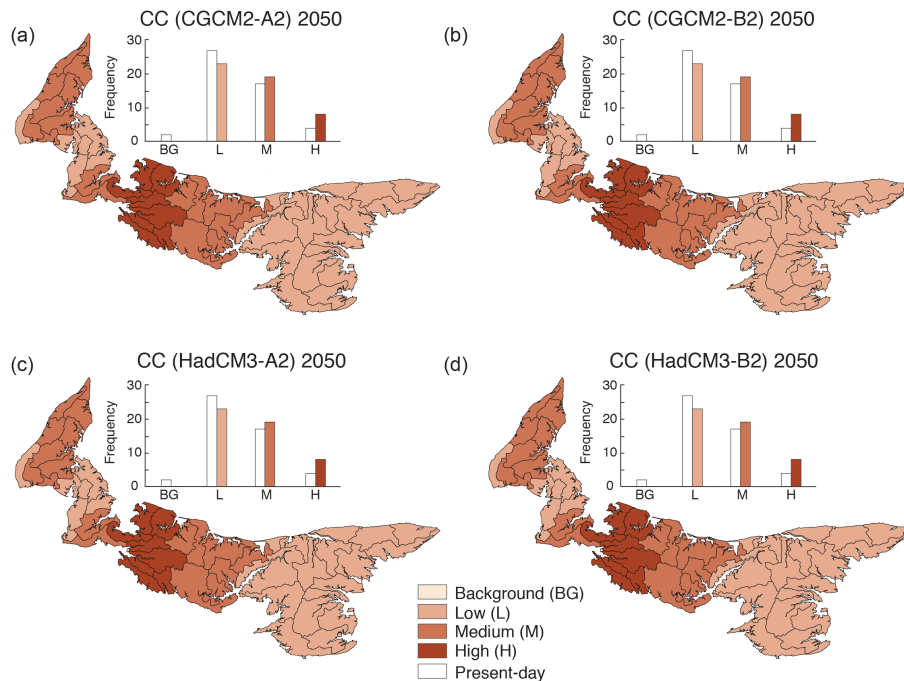 (a)
CC (CGCM2-A2) 2050
30
20
10
0
Frequency
BG L M H
(b)
CC (CGCM2-B2) 2050
30
20
10
0
Frequency
BG L M H
(c)
CC (HadCM3-A2) 2050
30
20
10
0
Frequency
BG L M H
(d)
CC (HadCM3-B2) 2050
30
20
10
0
Frequency
BG L M H
Background (BG)
Low (L)
Medium (M)
High (H)
Present-day